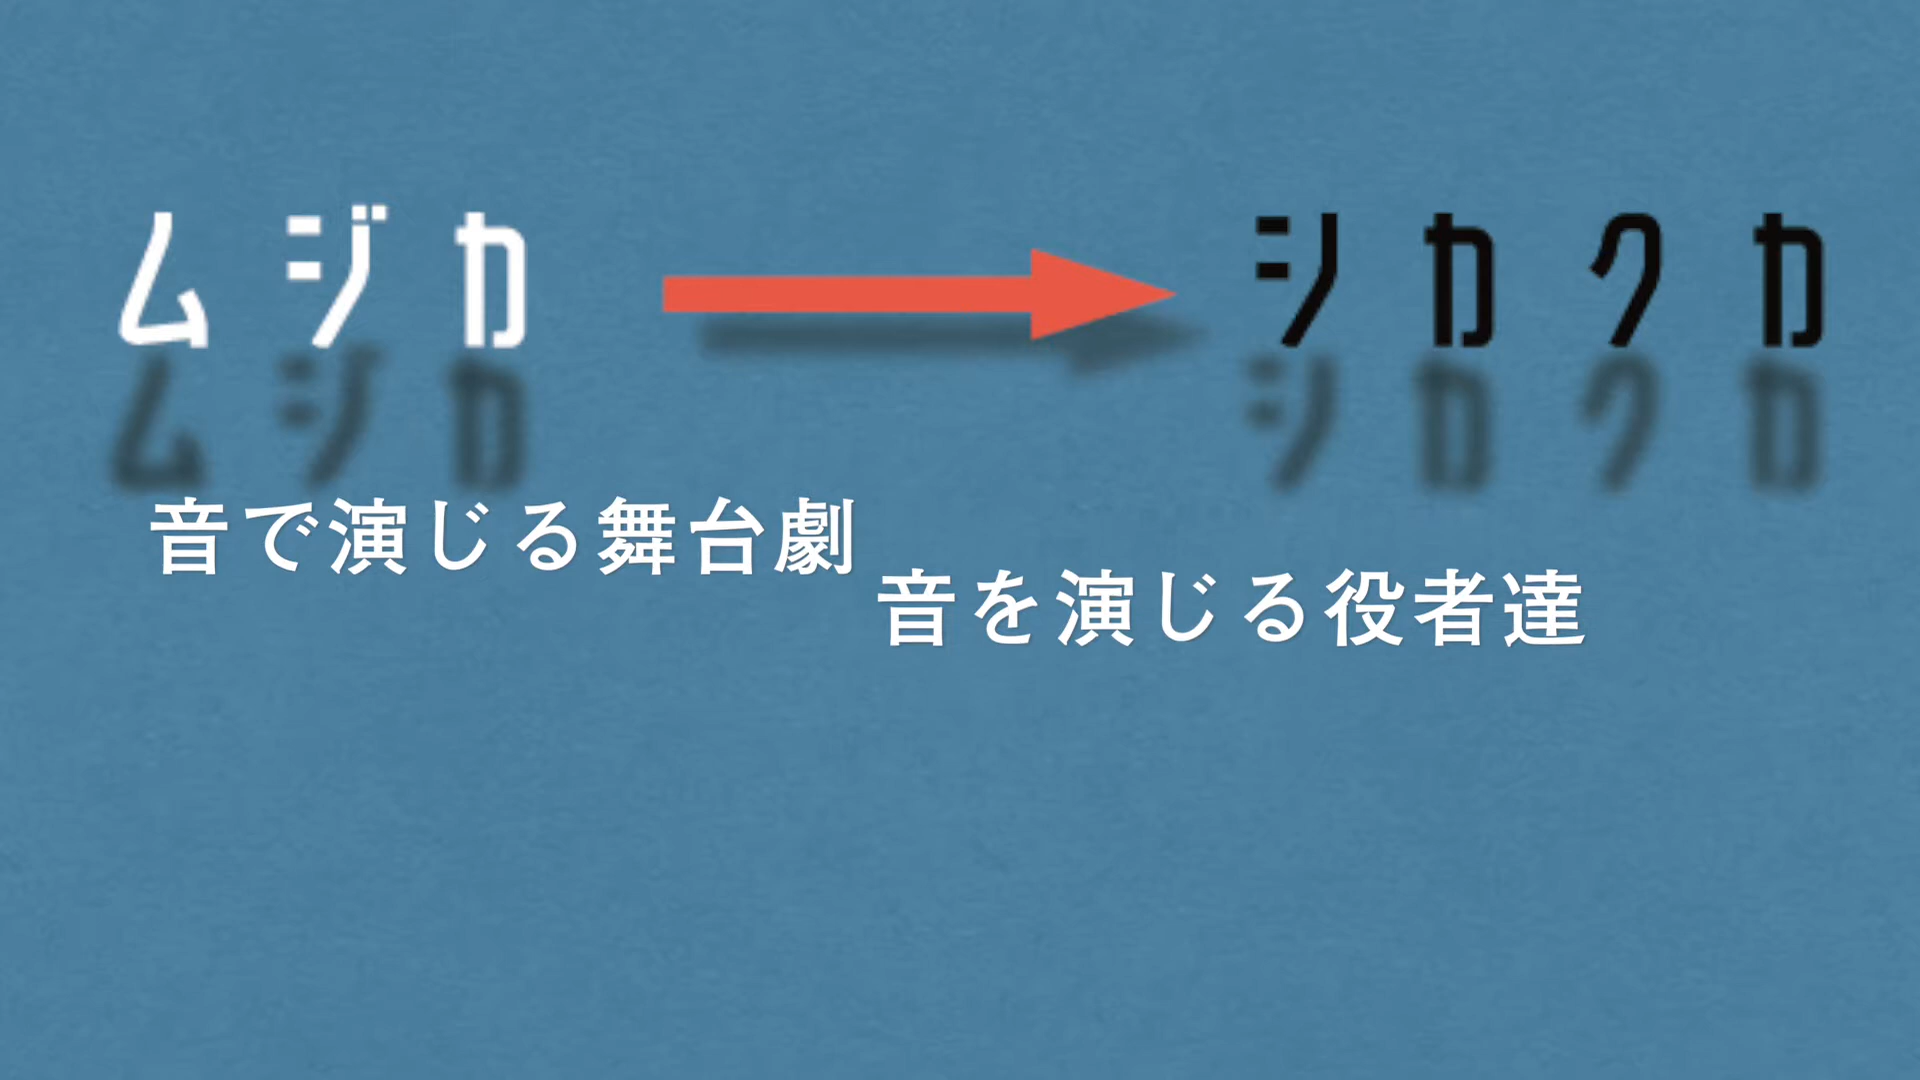 ムジカ
シカクカ
音で演じる舞台劇
音を演じる役者達